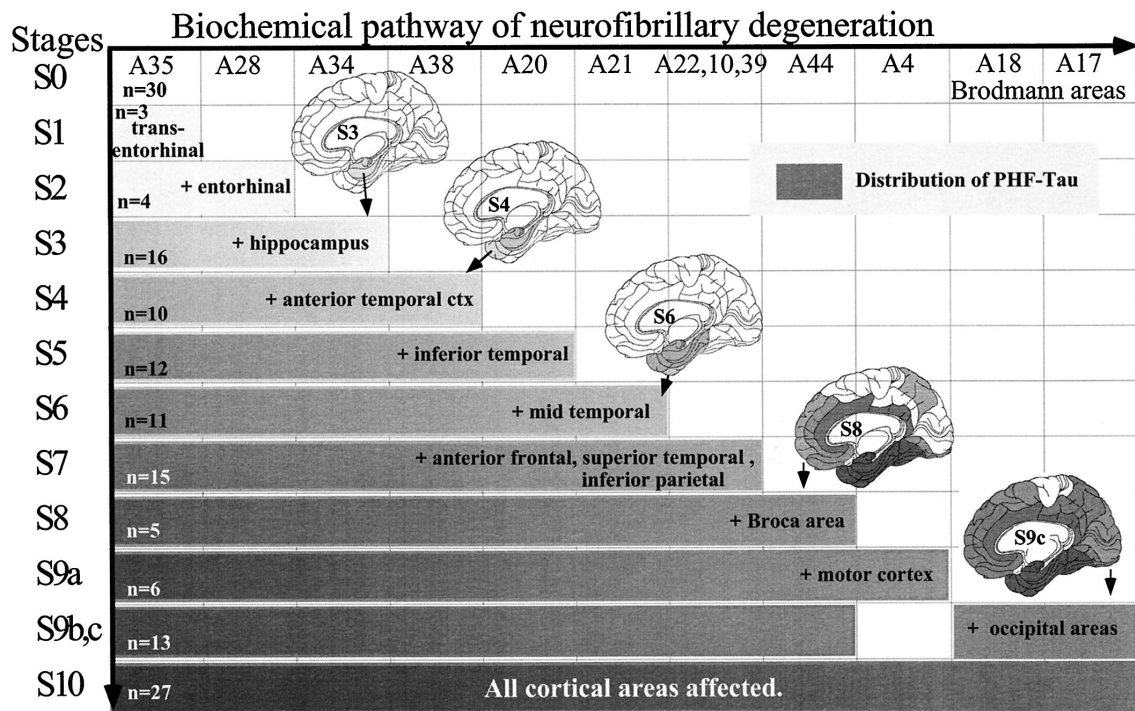 Biochemical pathway of neurofibrillary degeneration
Stages
A35 A28 A34 A38 A20 A21 A22,10,39 A44 A4 A18 A17
S0
n=30
Brodmann areas
S1
n=3
trans-
entorhinal
S3
S2
+ entorhinal
n=4
S4
Distribution of PHF-Tau
S3
+ hippocampus
n=16
S4
+ anterior temporal ctx
n=10
S6
S5
+ inferior temporal
n=12
S6
+ mid temporal
n=11
S8
S7
+ anterior frontal, superior temporal ,
inferior parietal
n=15
S8
+ Broca area
n=5
S9c
S9a
+ motor cortex
n=6
S9b,c
+ occipital areas
n=13
S10
n=27
All cortical areas affected.